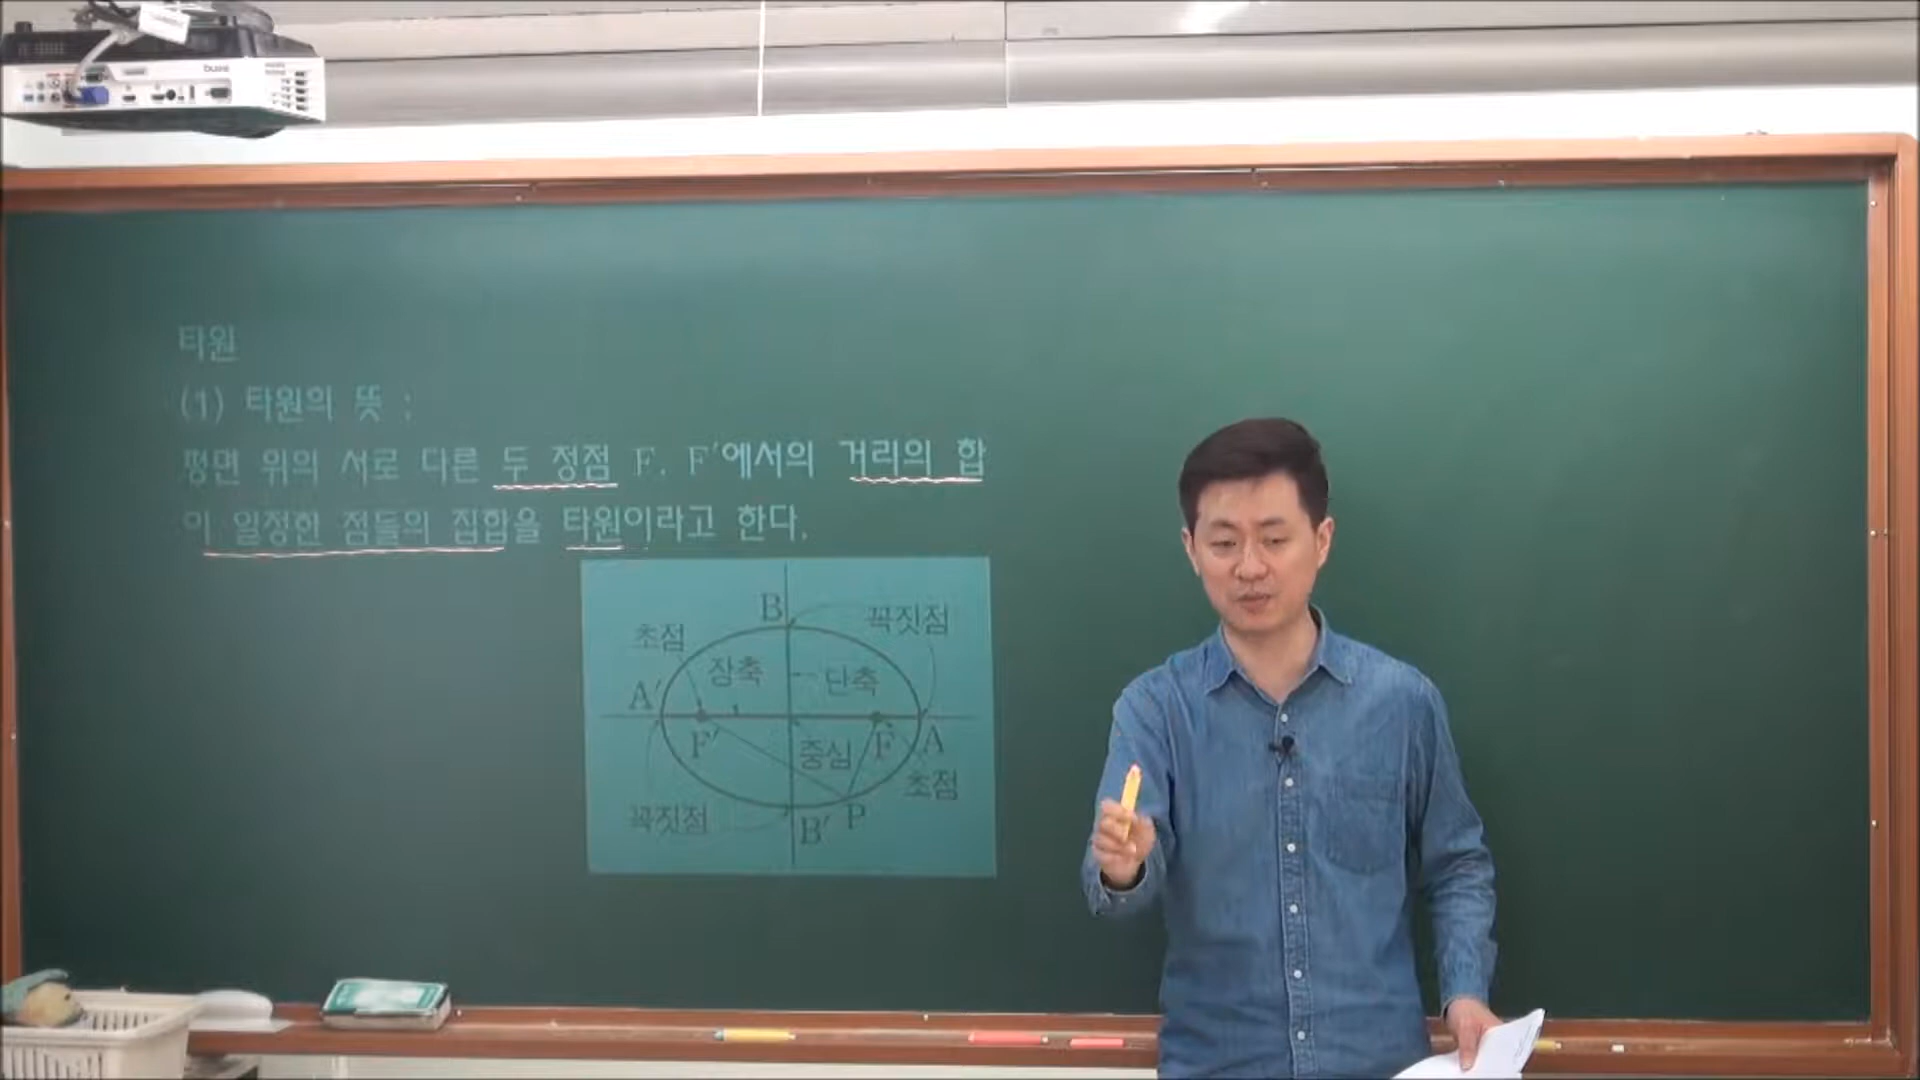 타원
(1) 타원의 뜻 ;
평면 위의 서로 다른 두 정점 F, F′에서의 거리의 합
이 일정한 점들의 집합을 타원이라고 한다.
B
꼭짓점
초점
장축
단축
A′
F′
중심
F
A
초점
꼭짓점
B′
P